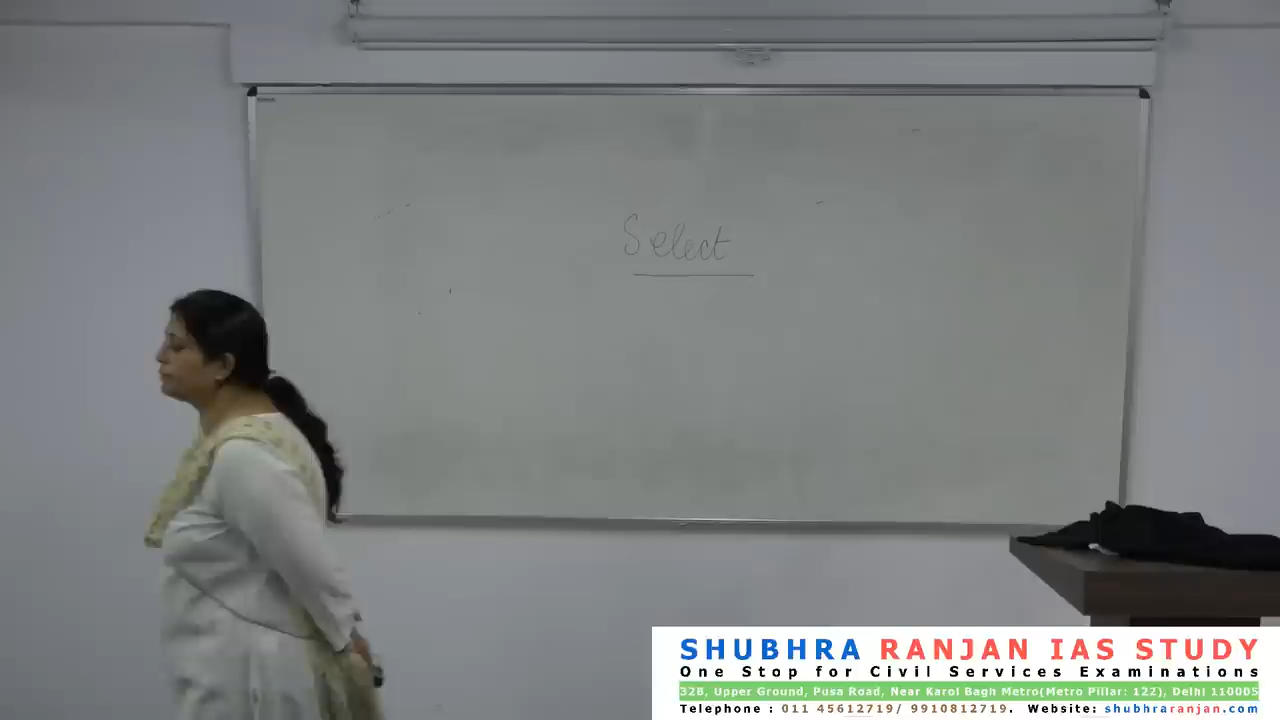 Select
SHUBHRA RANJAN IAS STUDY
One Stop for Civil Services Examinations
32B, Upper Ground, Pusa Road, Near Karol Bagh Metro(Metro Pillar: 122), Delhi 110005
Telephone : 011 45612719/ 9910812719. Website: shubhraranjan.com